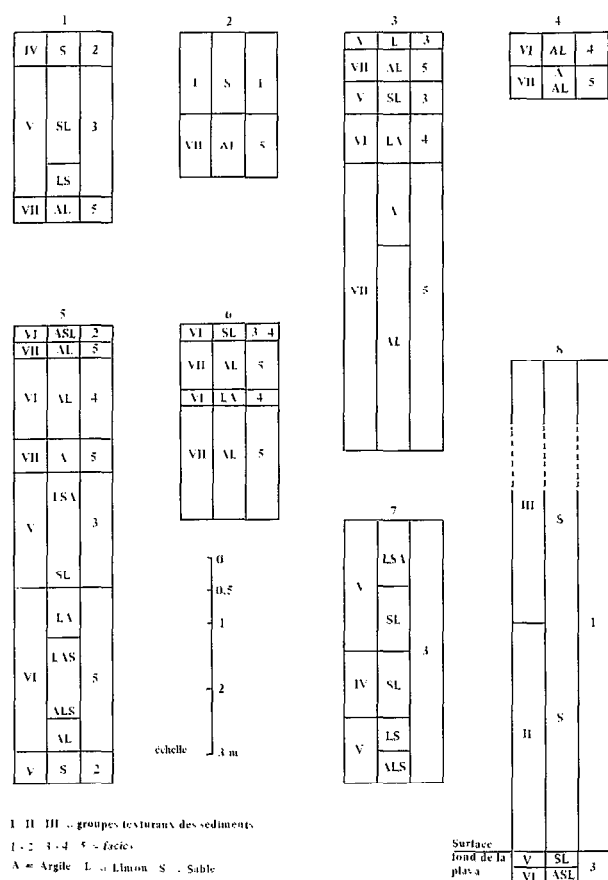 1
IV S 2
V SL 3
LS
VII AL 5
2
I S 1
VII AL 5
3
V L 3
VII AL 5
V SL 3
VI LA 4
VII A 5
AL
4
VI AL 4
VII A AL 5
5
VI ASL 2
VII AL 5
VI AL 4
VII A 5
V LSA 3
SL
VI LA 5
LAS
ALS
AL
V S 2
6
VI SL 3-4
VII AL 5
VI LA 4
VII AL 5
0
0.5
1
2
échelle 3 m
7
V LSA 3
SL
IV SL
V LS
ALS
8
III S 1
II S
Surface
fond de la
playa
V SL 3
VI ASL
I II III .. groupes texturaux des sédiments
1 - 2 3 - 4 5 = faciès
A = Argile L = Limon S = Sable